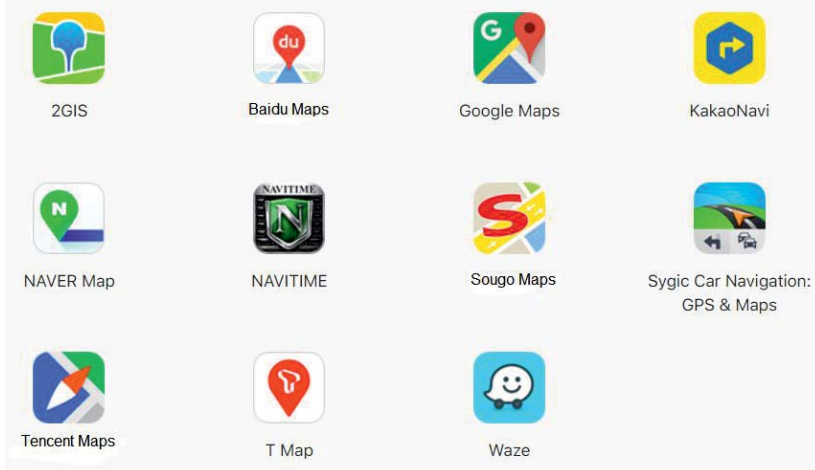 G
du
2GIS
Baidu Maps
Google Maps
KakaoNavi
N
NAVITIME
N
S
NAVER Map
NAVITIME
Sougo Maps
Sygic Car Navigation:
GPS & Maps
Tencent Maps
T Map
Waze